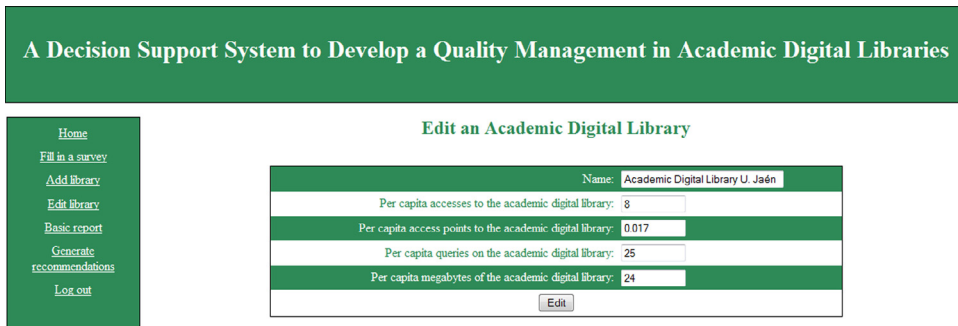 A Decision Support System to Develop a Quality Management in Academic Digital Libraries
Home
Fill in a survey
Add library
Edit library
Basic report
Generate
recommendations
Log out
Edit an Academic Digital Library
Name: Academic Digital Library U. Jaén
Per capita accesses to the academic digital library: 8
Per capita access points to the academic digital library: 0.017
Per capita queries on the academic digital library: 25
Per capita megabytes of the academic digital library: 24
Edit